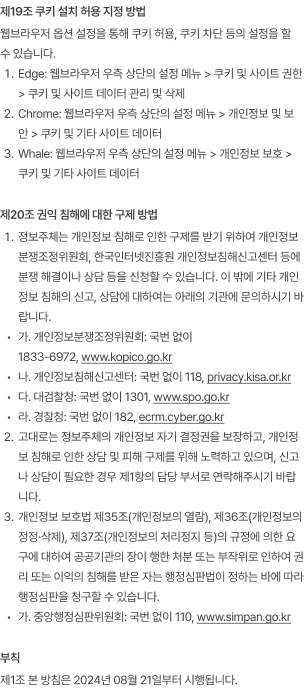 제19조 쿠키 설치 허용 지정 방법
웹브라우저 옵션 설정을 통해 쿠키 허용, 쿠키 차단 등의 설정을 할
수 있습니다.
1. Edge: 웹브라우저 우측 상단의 설정 메뉴 > 쿠키 및 사이트 권한
> 쿠키 및 사이트 데이터 관리 및 삭제
2. Chrome: 웹브라우저 우측 상단의 설정 메뉴 > 개인정보 및 보
안 > 쿠키 및 기타 사이트 데이터
3. Whale: 웹브라우저 우측 상단의 설정 메뉴 > 개인정보 보호 >
쿠키 및 기타 사이트 데이터
제20조 권익 침해에 대한 구제 방법
1. 정보주체는 개인정보 침해로 인한 구제를 받기 위하여 개인정보
분쟁조정위원회, 한국인터넷진흥원 개인정보침해신고센터 등에
분쟁 해결이나 상담 등을 신청할 수 있습니다. 이 밖에 기타 개인
정보 침해의 신고, 상담에 대하여는 아래의 기관에 문의하시기 바
랍니다.
• 가. 개인정보분쟁조정위원회: 국번 없이
1833-6972, www.kopico.go.kr
• 나. 개인정보침해신고센터: 국번 없이 118, privacy.kisa.or.kr
• 다. 대검찰청: 국번 없이 1301, www.spo.go.kr
• 라. 경찰청: 국번 없이 182, ecrm.cyber.go.kr
2. 고대로는 정보주체의 개인정보 자기 결정권을 보장하고, 개인정
보 침해로 인한 상담 및 피해 구제를 위해 노력하고 있으며, 신고
나 상담이 필요한 경우 제1항의 담당 부서로 연락해주시기 바랍
니다.
3. 개인정보 보호법 제35조(개인정보의 열람), 제36조(개인정보의
정정·삭제), 제37조(개인정보의 처리정지 등)의 규정에 의한 요
구에 대하여 공공기관의 장이 행한 처분 또는 부작위로 인하여 권
리 또는 이익의 침해를 받은 자는 행정심판법이 정하는 바에 따라
행정심판을 청구할 수 있습니다.
• 가. 중앙행정심판위원회: 국번 없이 110, www.simpan.go.kr
부칙
제1조 본 방침은 2024년 08월 21일부터 시행됩니다.